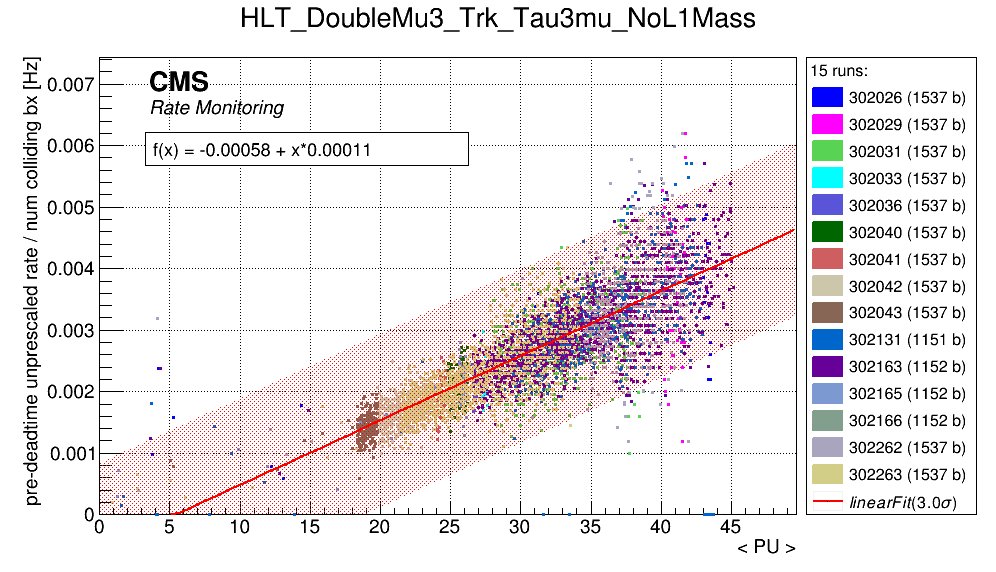 HLT_DoubleMu3_Trk_Tau3mu_NoL1Mass
pre-deadtime unprescaled rate / num colliding bx [Hz]
CMS
Rate Monitoring
f(x) = -0.00058 + x*0.00011
0.007
0.006
0.005
0.004
0.003
0.002
0.001
0
0 5 10 15 20 25 30 35 40 45
< PU >
15 runs:
302026 (1537 b)
302029 (1537 b)
302031 (1537 b)
302033 (1537 b)
302036 (1537 b)
302040 (1537 b)
302041 (1537 b)
302042 (1537 b)
302043 (1537 b)
302131 (1151 b)
302163 (1152 b)
302165 (1152 b)
302166 (1152 b)
302262 (1537 b)
302263 (1537 b)
linearFit(3.0σ)